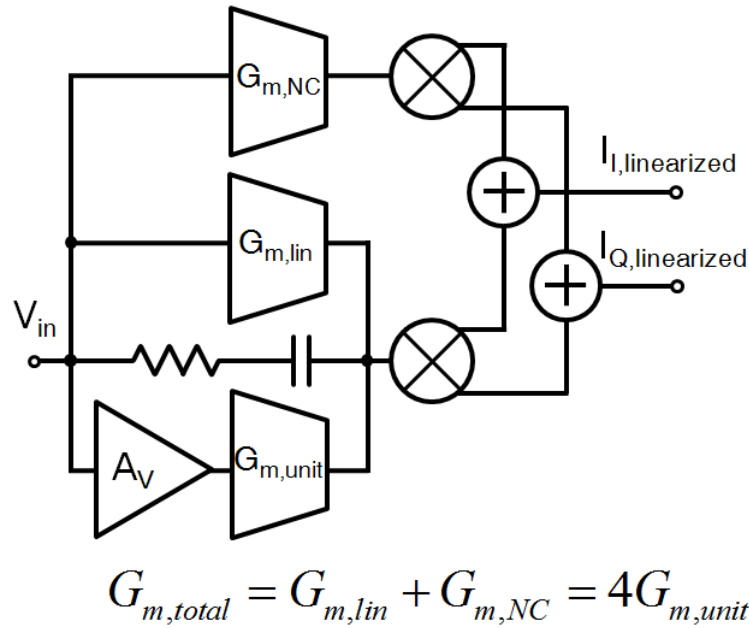 G_{m,NC}
I_{I,linearized}
G_{m,lin}
I_{Q,linearized}
V_{in}
A_V
G_{m,unit}
G_{m,total} = G_{m,lin} + G_{m,NC} = 4G_{m,unit}